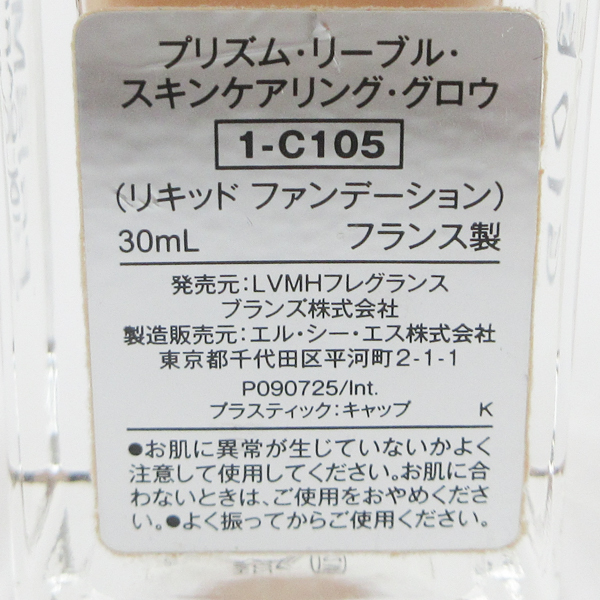 プリズム・リーブル・
スキンケアリング・グロウ
1-C105
(リキッド ファンデーション)
30mL フランス製
発売元:LVMHフレグランス
ブランズ株式会社
製造販売元:エル・シー・エス株式会社
東京都千代田区平河町2-1-1
P090725/Int.
プラスティック:キャップ K
●お肌に異常が生じていないかよく
注意して使用してください。お肌に合
わないときは、ご使用をおやめくださ
い。●よく振ってからご使用ください。